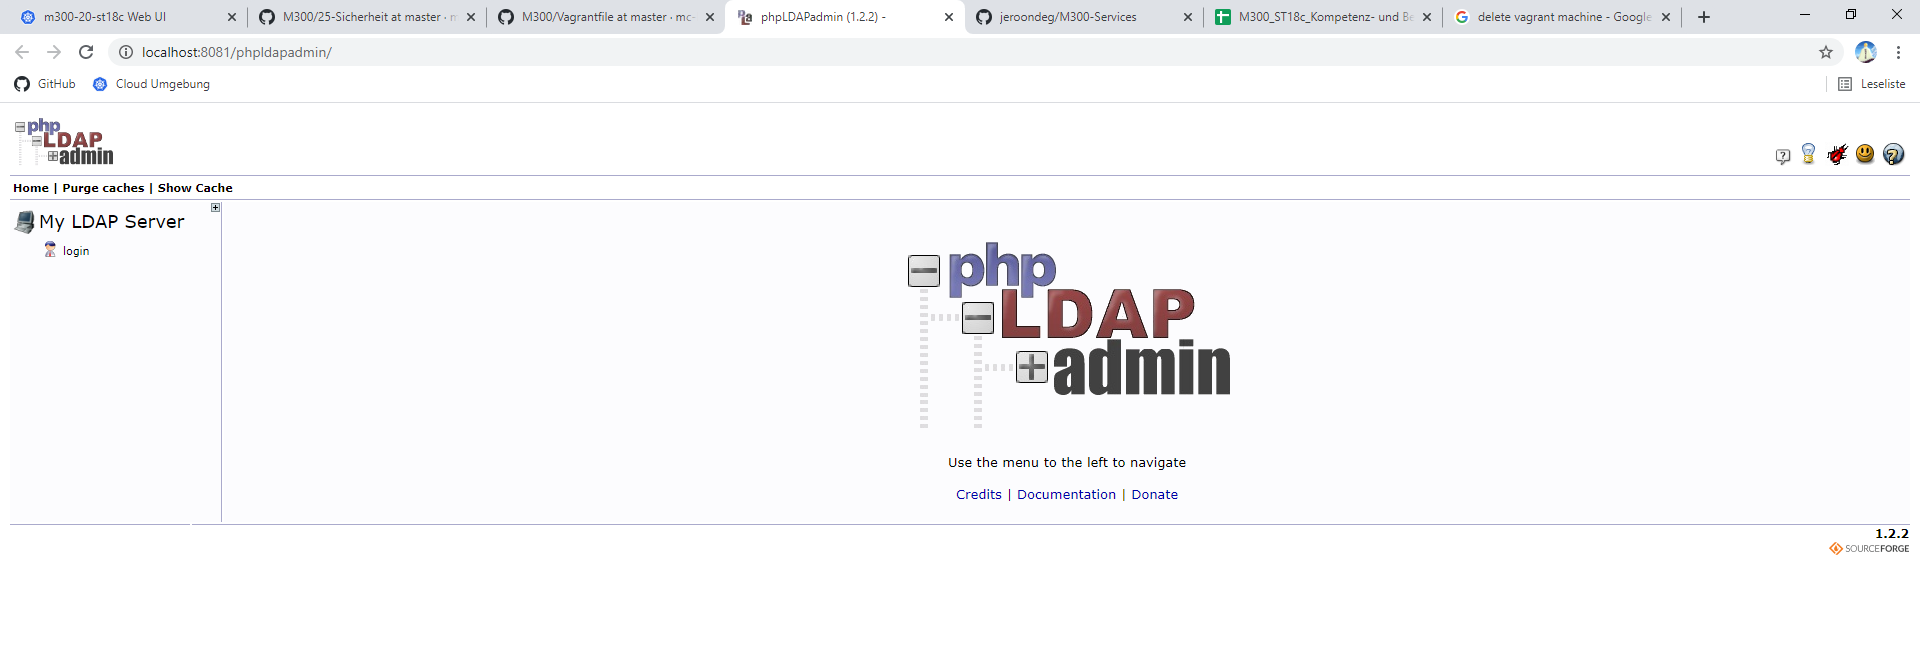 m300-20-st18c Web UI
M300/25-Sicherheit at master · m
M300/Vagrantfile at master · mc-
phpLDAPadmin (1.2.2) -
jeroondeg/M300-Services
M300_ST18c_Kompetenz- und Be
delete vagrant machine - Google
localhost:8081/phpldapadmin/
GitHub
Cloud Umgebung
Leseliste
php
LDAP
admin
Home | Purge caches | Show Cache
My LDAP Server
login
php
LDAP
admin
Use the menu to the left to navigate
Credits | Documentation | Donate
1.2.2
SOURCEFORGE